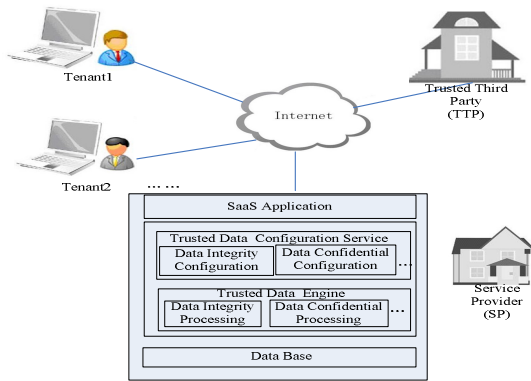 Tenant1
Trusted Third
Party
(TTP)
Internet
Tenant2
... ...
SaaS Application
Trusted Data Configuration Service
Data Integrity
Configuration
Data Confidential
Configuration
...
Trusted Data Engine
Data Integrity
Processing
Data Confidential
Processing
...
Data Base
Service
Provider
(SP)